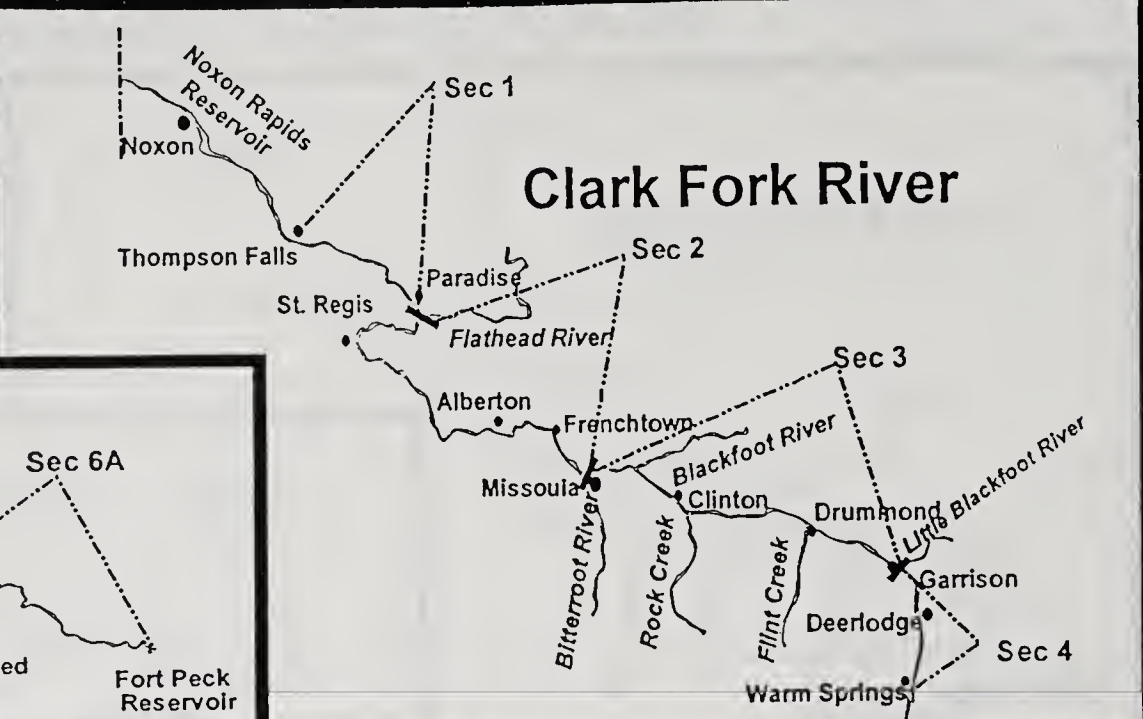 Noxon Rapids
Reservoir
Sec 1
Noxon
Clark Fork River
Thompson Falls
Sec 2
Paradise
St. Regis
Flathead River
Sec 3
Alberton
Frenchtown
Blackfoot River
Little Blackfoot River
Sec 6A
Missoula
Clinton
Drummond
Bitterroot River
Rock Creek
Flint Creek
Garrison
Deerlodge
Sec 4
ed
Fort Peck
Reservoir
Warm Springs